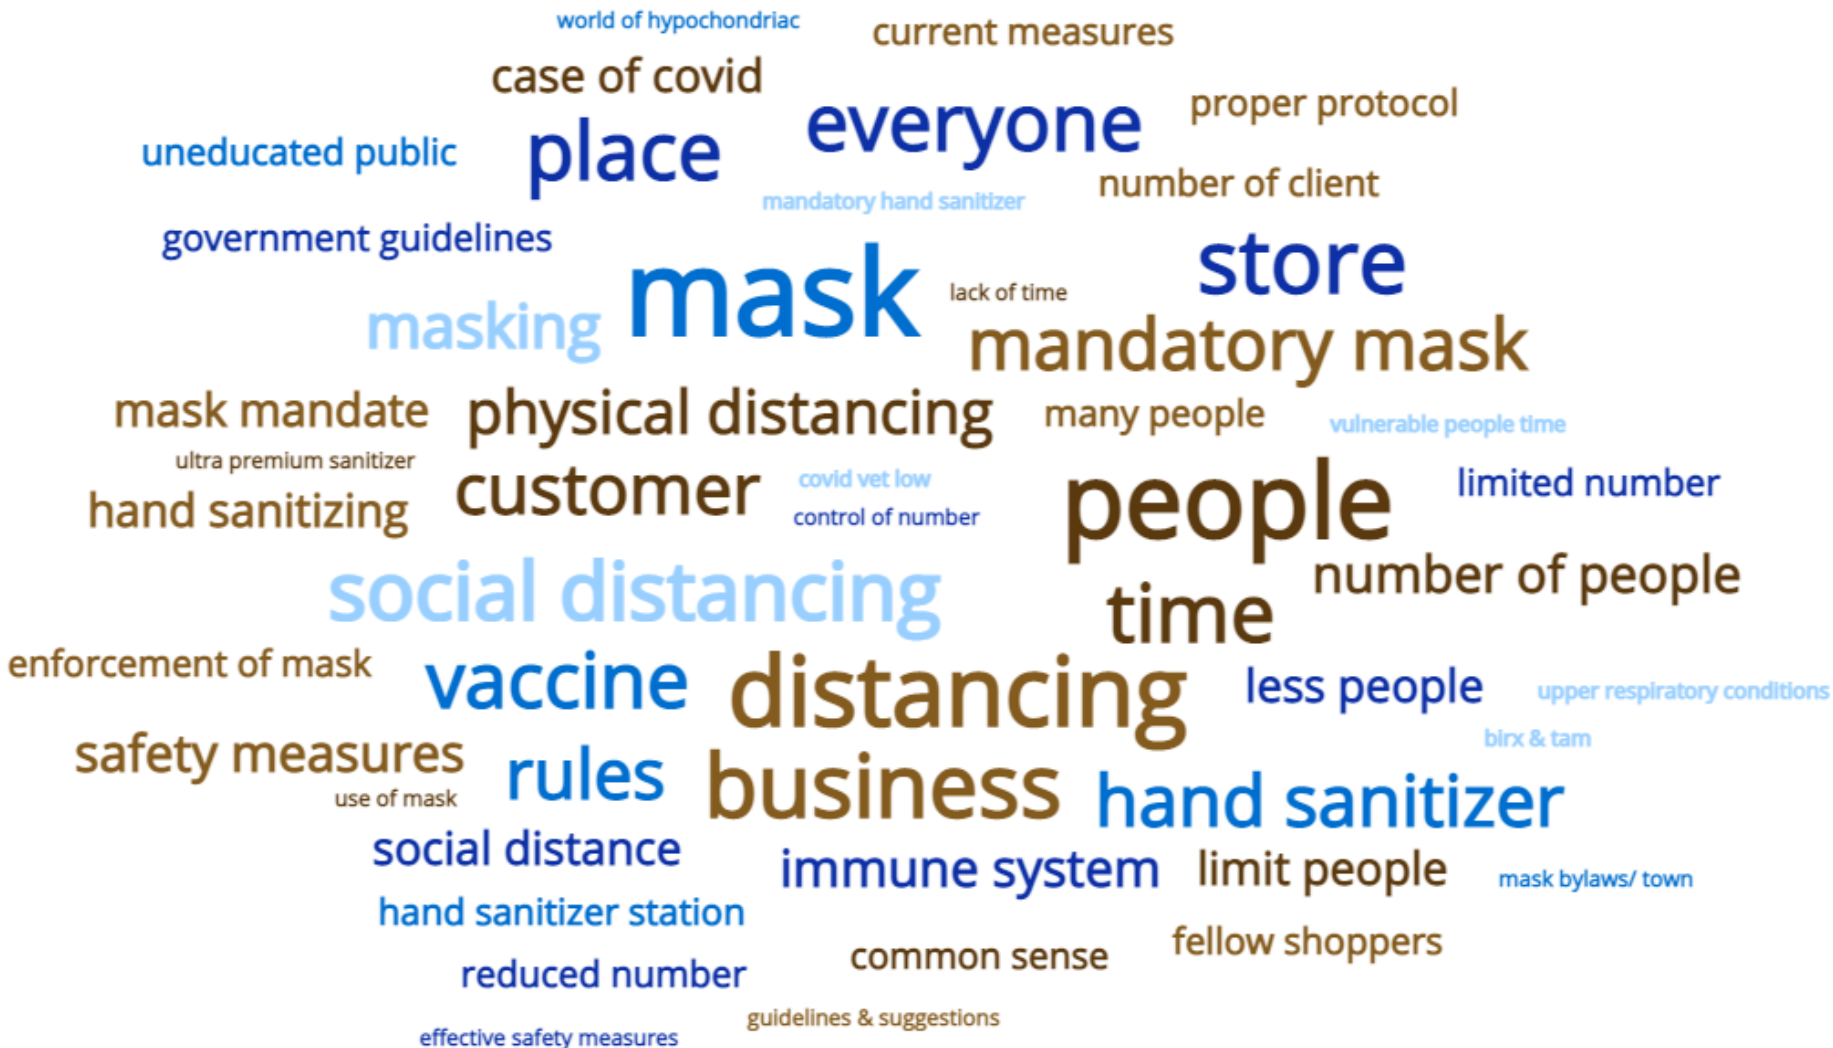 world of hypochondriac
current measures
case of covid
everyone
proper protocol
uneducated public
place
number of client
mandatory hand sanitizer
government guidelines
mask
store
lack of time
masking
mandatory mask
mask mandate
physical distancing
many people
vulnerable people time
ultra premium sanitizer
customer
covid vet low
people
limited number
hand sanitizing
control of number
social distancing
time
number of people
enforcement of mask
vaccine
distancing
less people
upper respiratory conditions
birx & tam
safety measures
rules
business
hand sanitizer
use of mask
social distance
immune system
limit people
mask bylaws/ town
hand sanitizer station
common sense
fellow shoppers
reduced number
guidelines & suggestions
effective safety measures